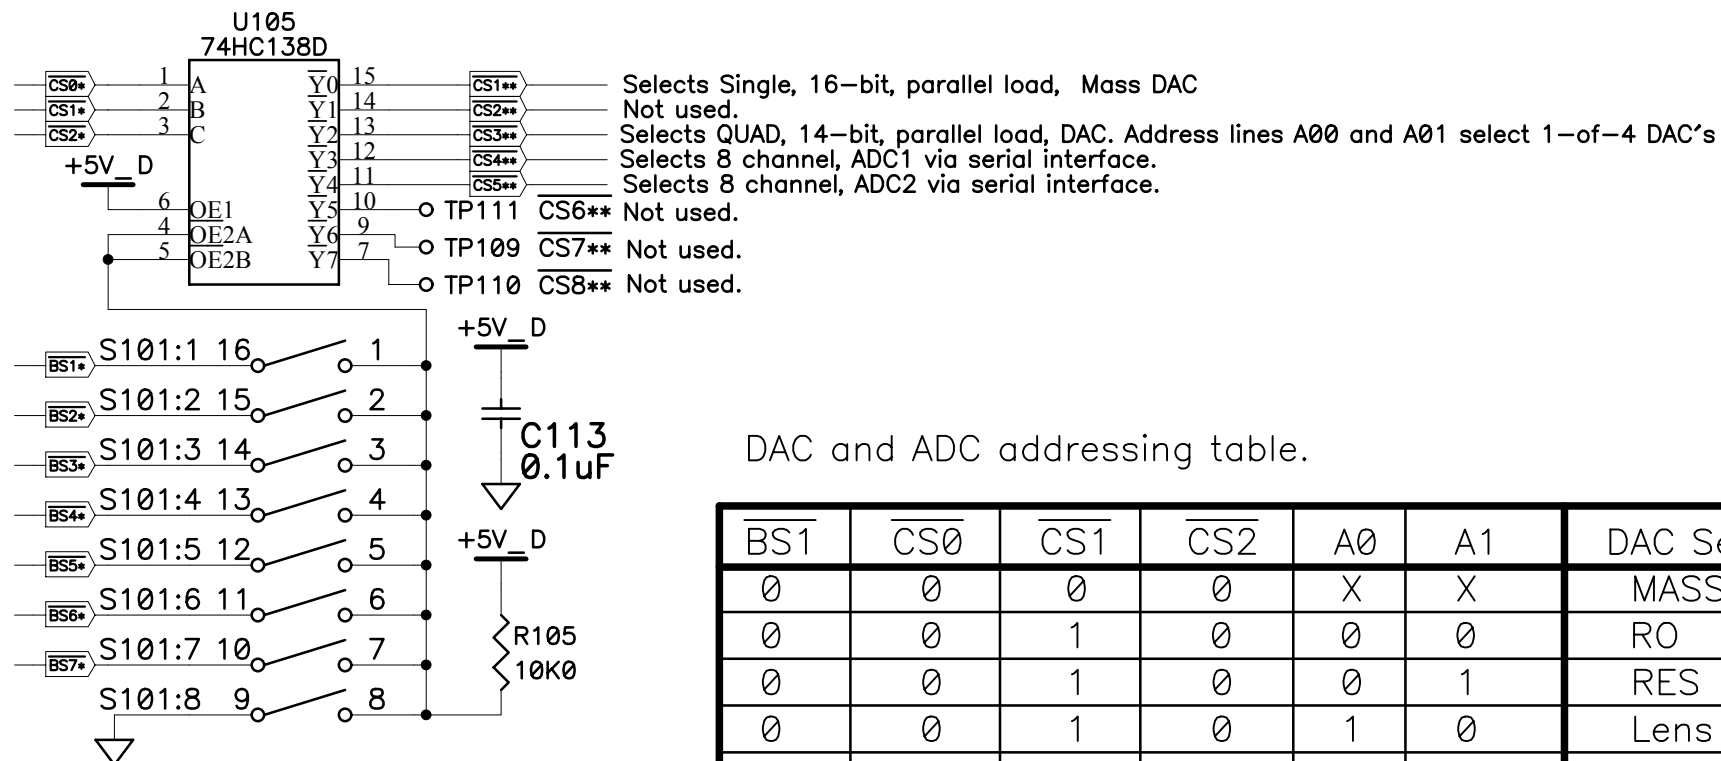 U105
74HC138D
CS0* 1 A Y0 15 CS1** Selects Single, 16-bit, parallel load, Mass DAC
CS1* 2 B Y1 14 CS2** Not used.
CS2* 3 C Y2 13 CS3** Selects QUAD, 14-bit, parallel load, DAC. Address lines A00 and A01 select 1-of-4 DAC's
Y3 12 CS4** Selects 8 channel, ADC1 via serial interface.
+5V_D
Y4 11 CS5** Selects 8 channel, ADC2 via serial interface.
6 OE1 Y5 10 TP111 CS6** Not used.
4 OE2A Y6 9 TP109 CS7** Not used.
5 OE2B Y7 7 TP110 CS8** Not used.
+5V_D
BS1* S101:1 16 1
BS2* S101:2 15 2
C113
0.1uF
BS3* S101:3 14 3
BS4* S101:4 13 4
+5V_D
BS5* S101:5 12 5
BS6* S101:6 11 6
R105
10K0
BS7* S101:7 10 7
S101:8 9 8
DAC and ADC addressing table.
BS1 CS0 CS1 CS2 A0 A1 DAC Se
0 0 0 0 X X MASS
0 0 1 0 0 0 RO
0 0 1 0 0 1 RES
0 0 1 0 1 0 Lens